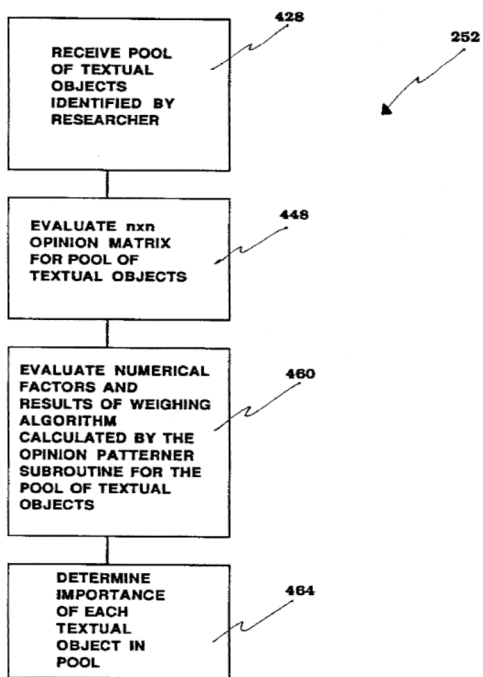 428
252
RECEIVE POOL
OF TEXTUAL
OBJECTS
IDENTIFIED BY
RESEARCHER
448
EVALUATE nxn
OPINION MATRIX
FOR POOL OF
TEXTUAL OBJECTS
460
EVALUATE NUMERICAL
FACTORS AND
RESULTS OF WEIGHING
ALGORITHM
CALCULATED BY THE
OPINION PATTERNER
SUBROUTINE FOR THE
POOL OF TEXTUAL
OBJECTS
464
DETERMINE
IMPORTANCE
OF EACH
TEXTUAL
OBJECT IN
POOL